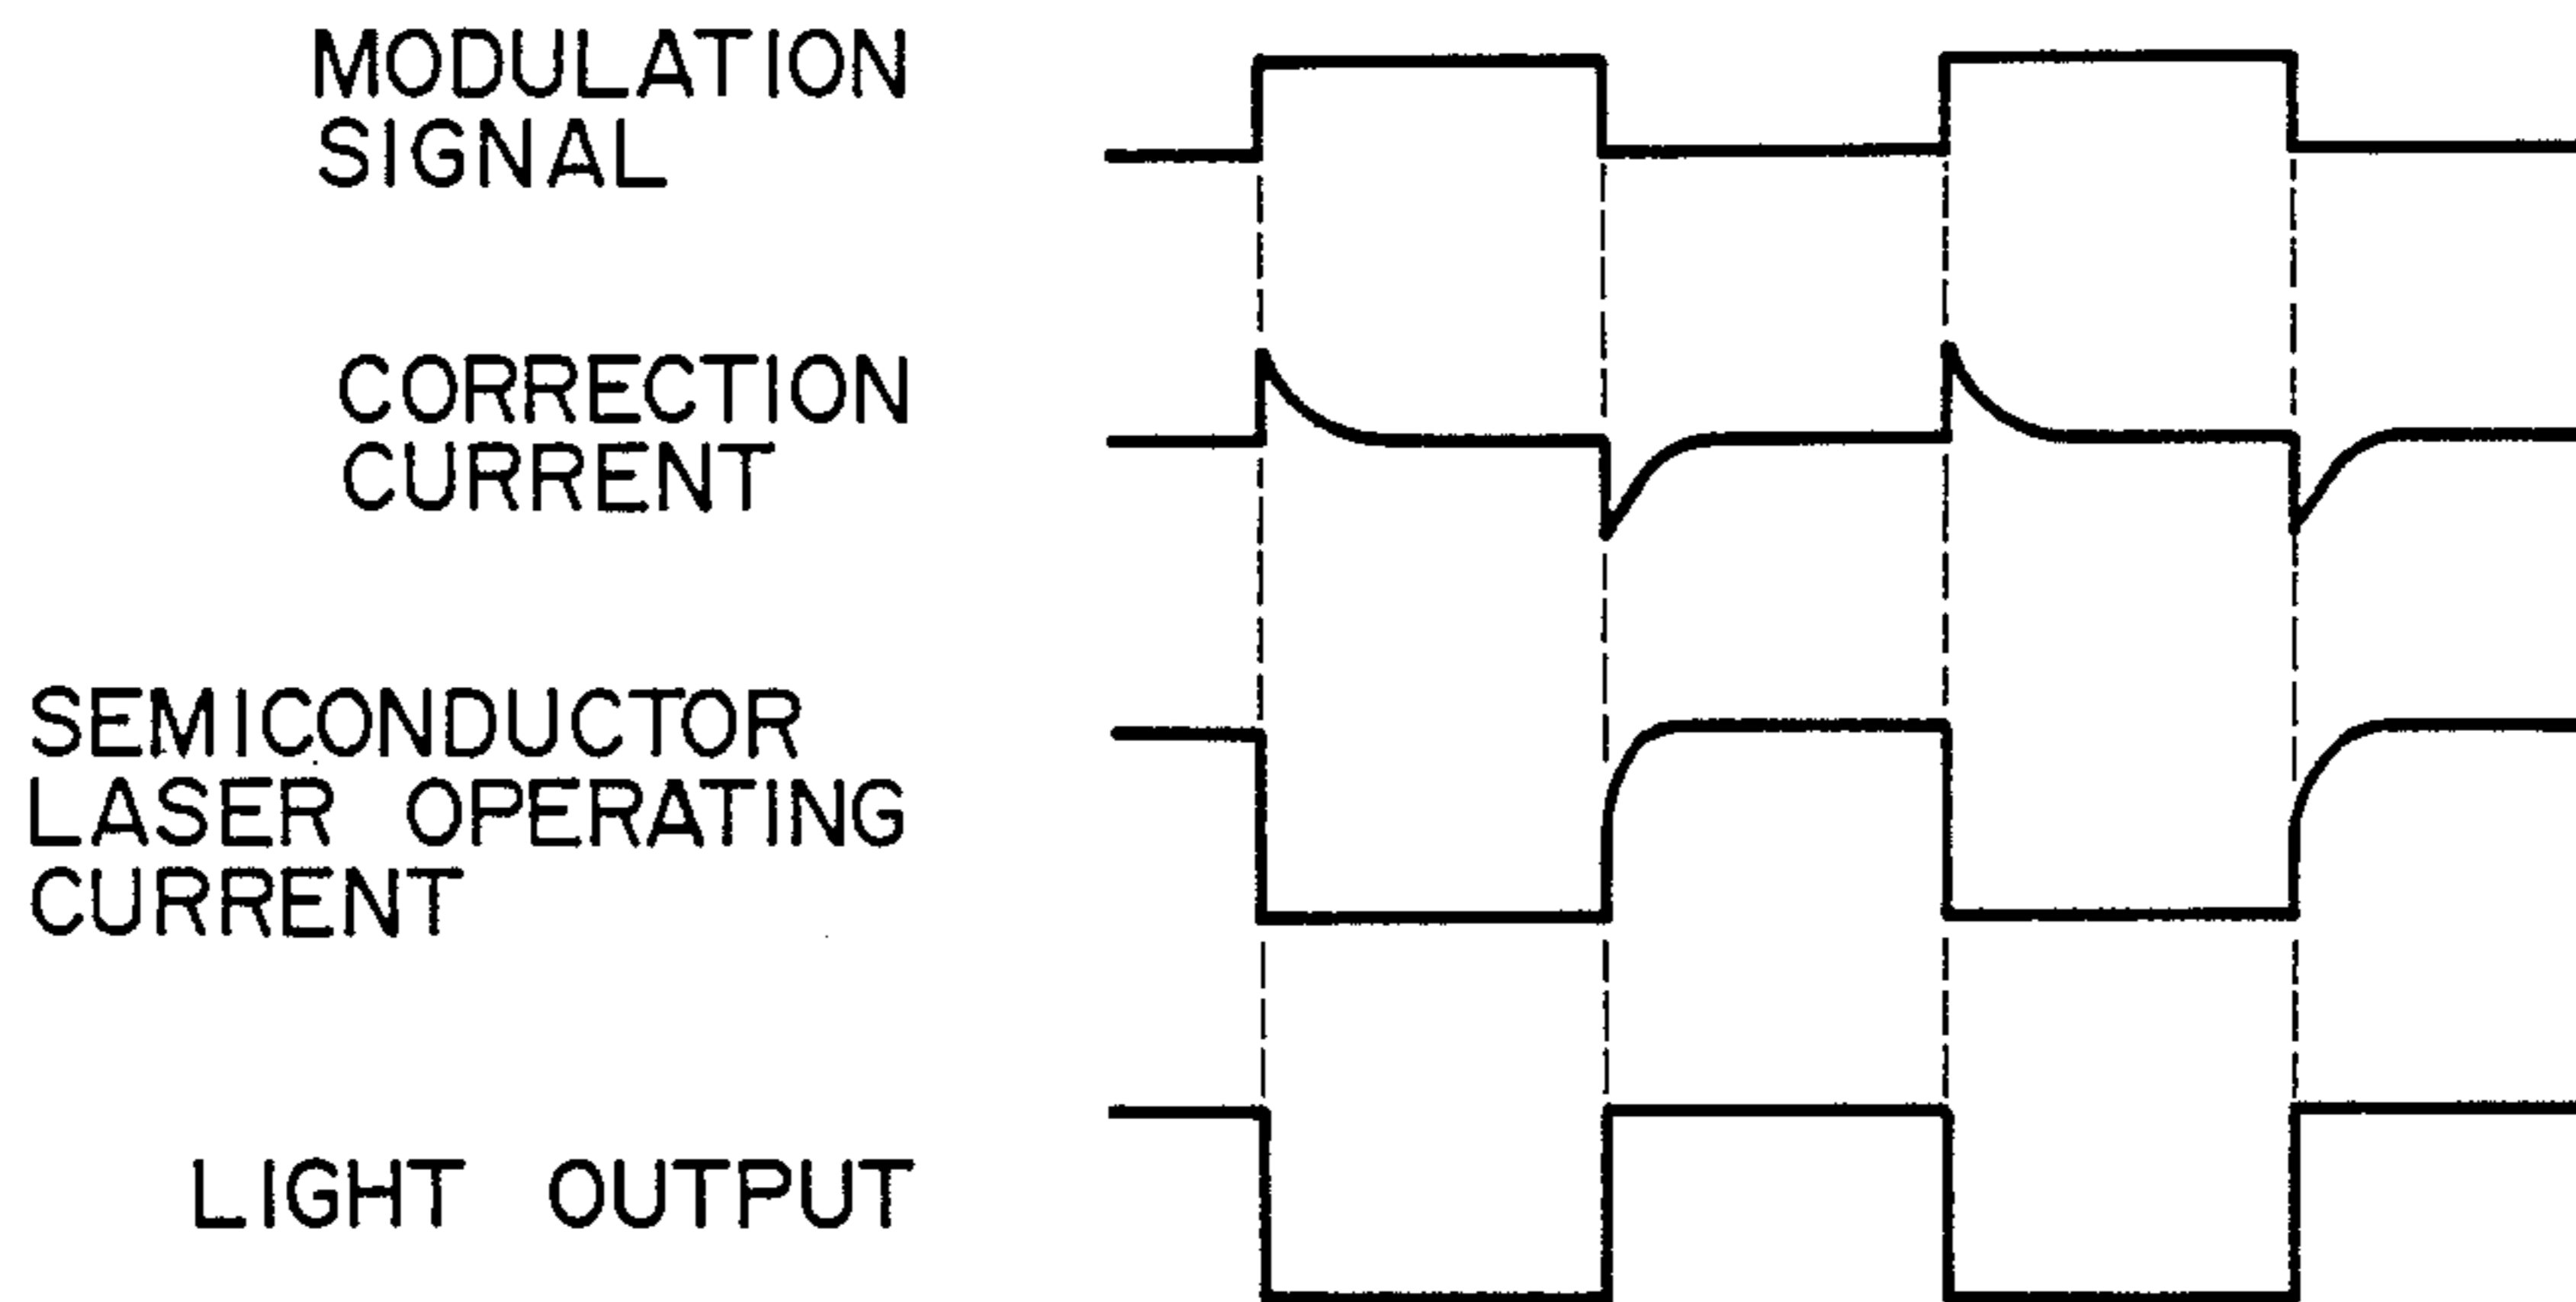 MODULATION
SIGNAL
CORRECTION
CURRENT
SEMICONDUCTOR
LASER OPERATING
CURRENT
LIGHT OUTPUT